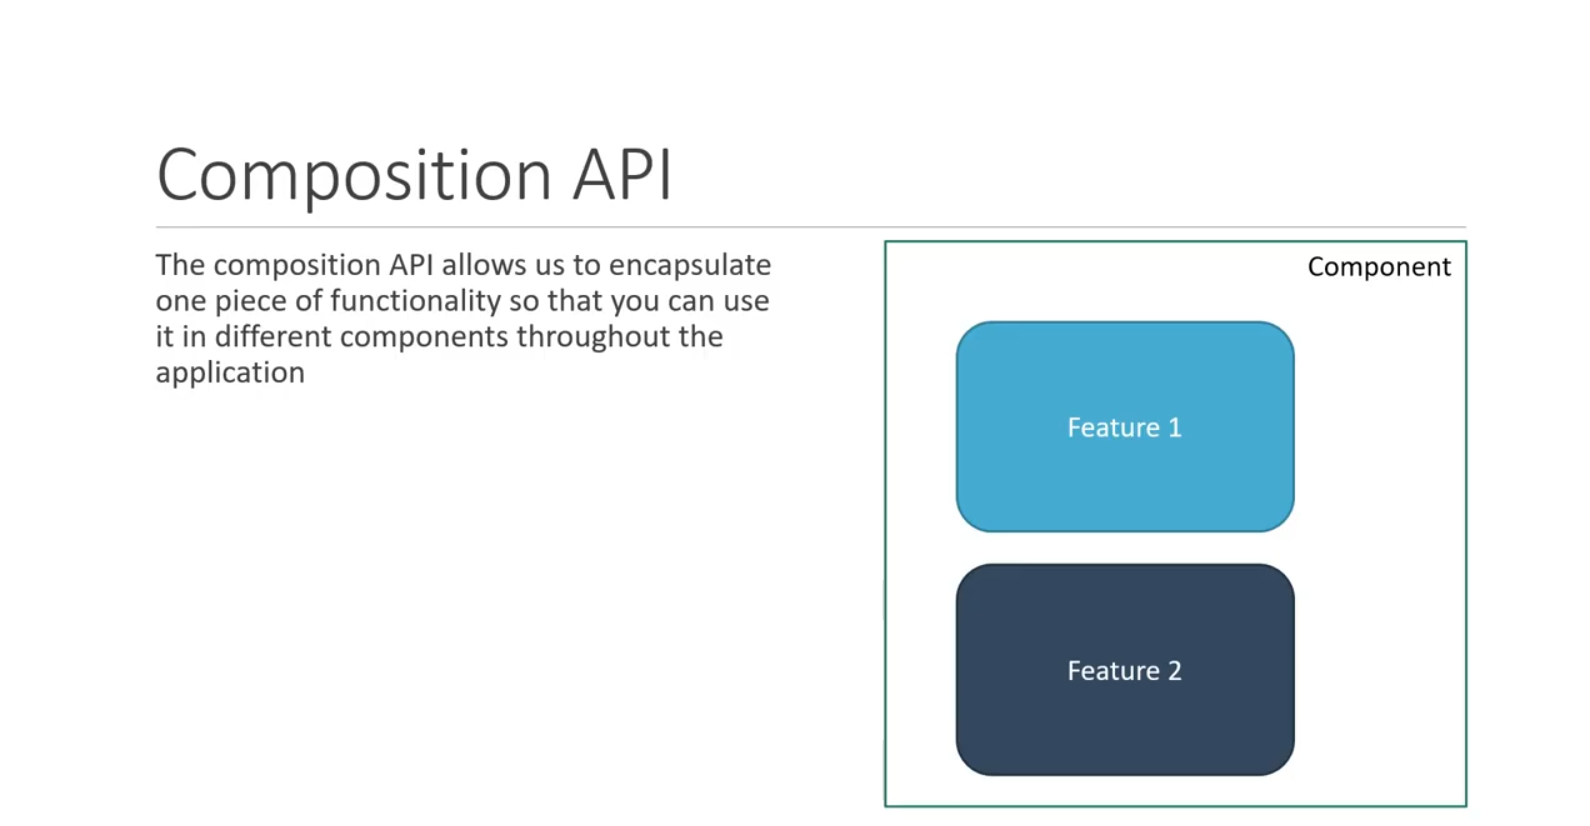 Composition API
The composition API allows us to encapsulate
one piece of functionality so that you can use
it in different components throughout the
application
Component
Feature 1
Feature 2